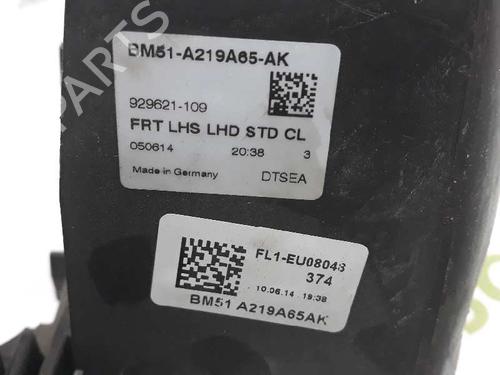 BM51-A219A65-AK
929621-109
FRT LHS LHD STD CL
050614 20:38 3
Made in Germany DTSEA
FL1-EU08048
374
10.06.14 - 19:38
BM51 A219A65AK